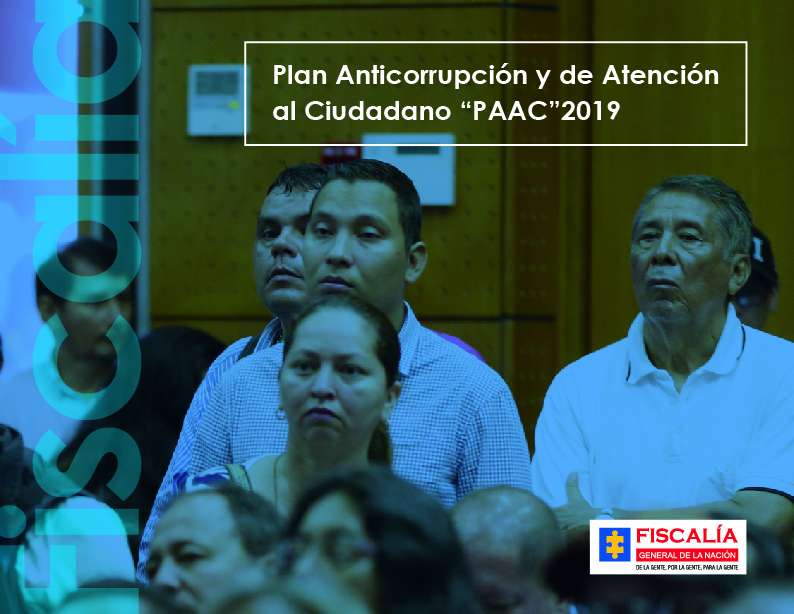 Plan Anticorrupción y de Atención
al Ciudadano “PAAC”2019
Fiscalía
FISCALÍA
GENERAL DE LA NACIÓN
DE LA GENTE, POR LA GENTE, PARA LA GENTE